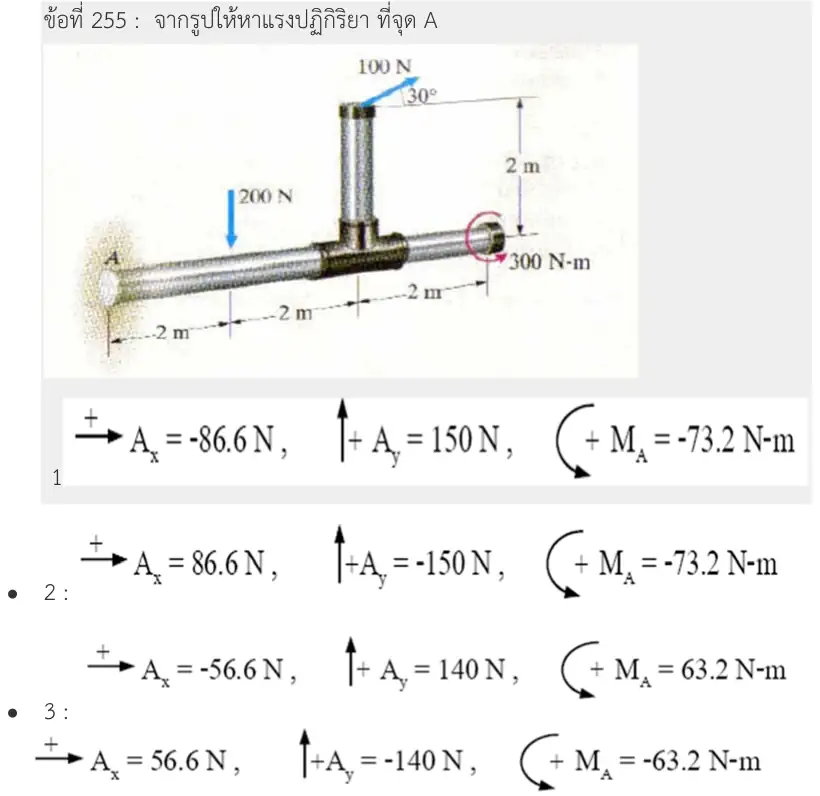 ข้อที่ 255 : จากรูปให้หาแรงปฏิกิริยา ที่จุด A
100 N
30°
2 m
200 N
A
300 N-m
2 m
2 m
2 m
+ Ax = -86.6 N , + Ay = 150 N , + MA = -73.2 N-m
1
+ Ax = 86.6 N , +Ay = -150 N , + MA = -73.2 N-m
2 :
+ Ax = -56.6 N , + Ay = 140 N , + MA = 63.2 N-m
3 :
+ Ax = 56.6 N , +Ay = -140 N , + MA = -63.2 N-m